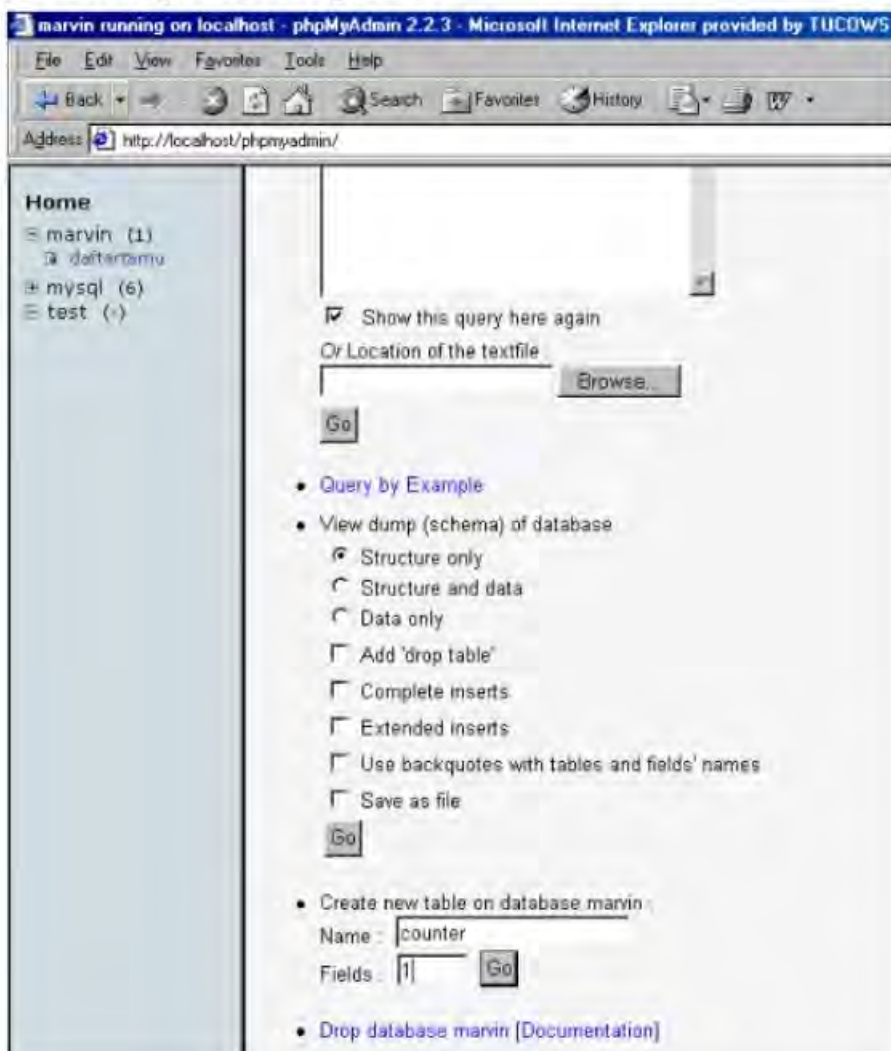 marvin running on localhost - phpMyAdmin 2.2.3 - Microsoft Internet Explorer provided by TUCOWS
File Edit View Favorites Tools Help
Back Search Favorites History
Address http://localhost/phpmyadmin/
Home
marvin (1)
daftartamu
mysql (6)
test (-)
Show this query here again
Or Location of the textfile :
Browse...
Go
Query by Example
View dump (schema) of database
Structure only
Structure and data
Data only
Add 'drop table'
Complete inserts
Extended inserts
Use backquotes with tables and fields' names
Save as file
Go
Create new table on database marvin :
Name : counter
Fields : 1 Go
Drop database marvin [Documentation]